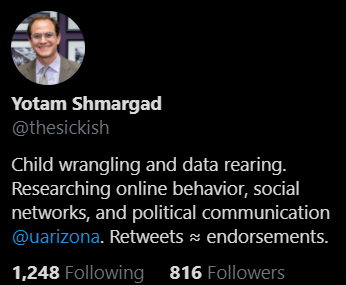 Yotam Shmargad
@thesickish
Child wrangling and data rearing.
Researching online behavior, social
networks, and political communication
@uarizona. Retweets ≈ endorsements.
1,248 Following 816 Followers